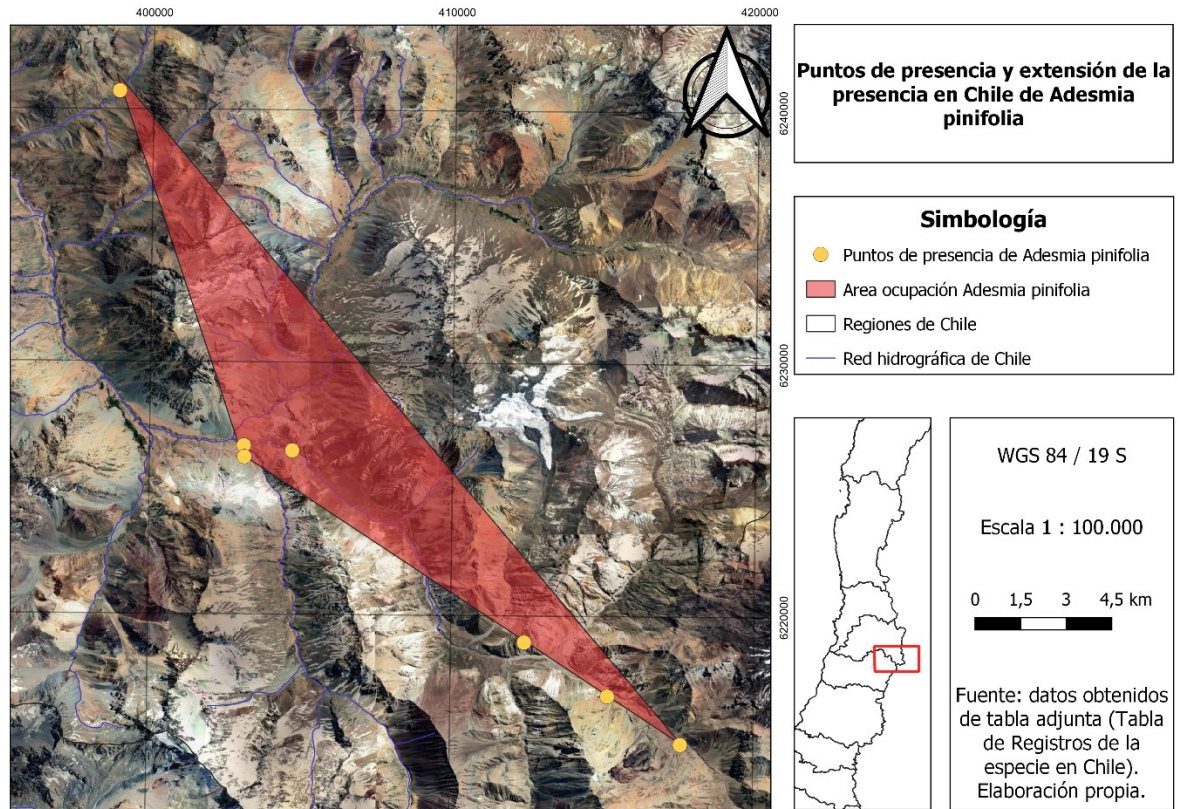 400000
410000
420000
6240000
6230000
6220000
Puntos de presencia y extensión de la
presencia en Chile de Adesmia
pinifolia
Simbología
Puntos de presencia de Adesmia pinifolia
Area ocupación Adesmia pinifolia
Regiones de Chile
Red hidrográfica de Chile
WGS 84 / 19 S
Escala 1 : 100.000
0 1,5 3 4,5 km
Fuente: datos obtenidos
de tabla adjunta (Tabla
de Registros de la
especie en Chile).
Elaboración propia.